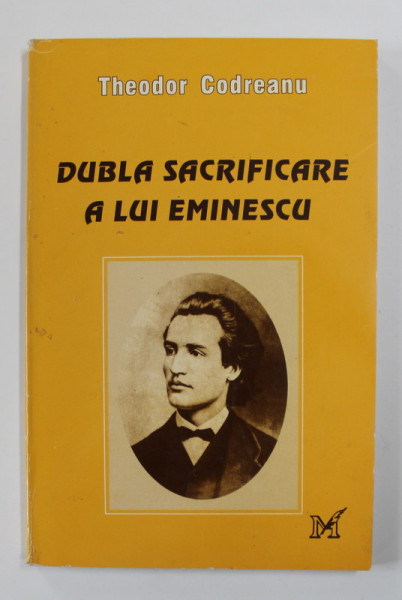 Theodor Codreanu
DUBLA SACRIFICARE
A LUI EMINESCU
M